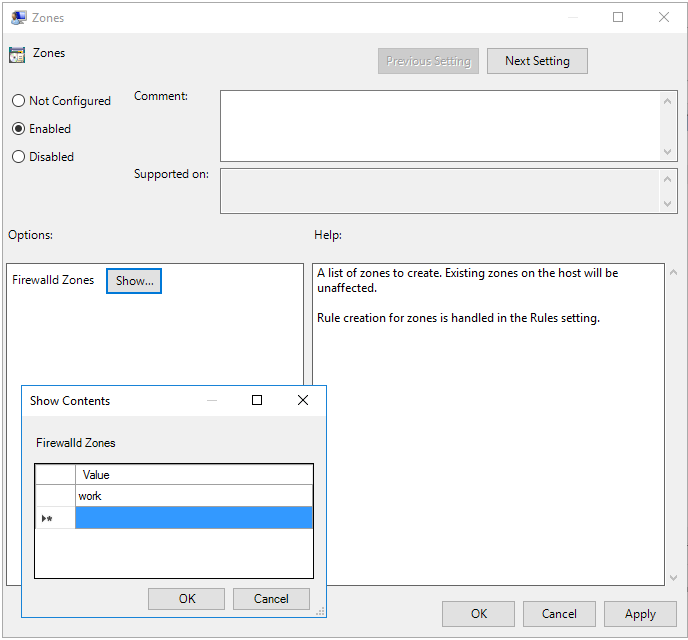 Zones
Zones
Previous Setting
Next Setting
Not Configured
Enabled
Disabled
Comment:
Supported on:
Options:
Help:
Firewalld Zones
Show...
A list of zones to create. Existing zones on the host will be
unaffected.
Rule creation for zones is handled in the Rules setting.
Show Contents
Firewalld Zones
Value
work
OK
Cancel
OK
Cancel
Apply